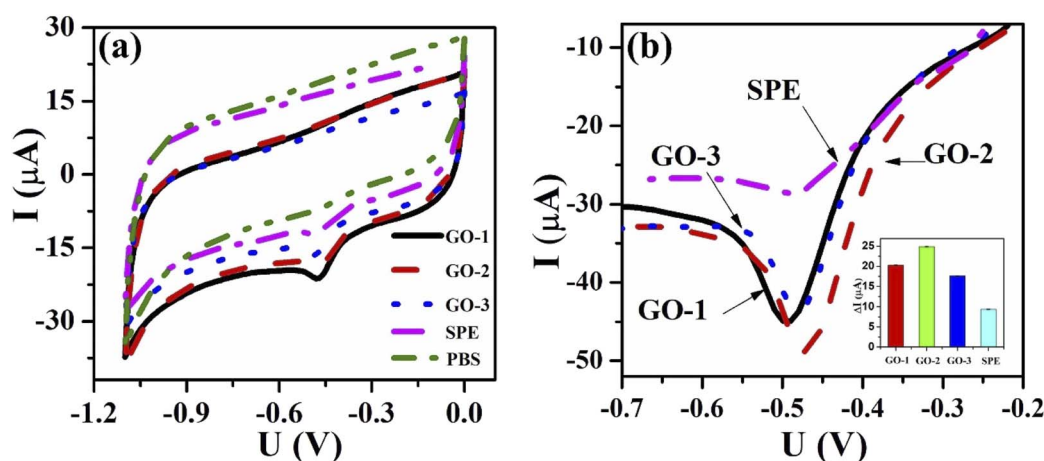 (a)
30
15
0
-15
-30
I (μA)
GO-1
GO-2
GO-3
SPE
PBS
-1.2 -0.9 -0.6 -0.3 0.0
U (V)
(b)
-10
-20
-30
-40
-50
I (μA)
SPE
GO-3
GO-2
GO-1
25
20
15
10
5
0
ΔI (μA)
GO-1 GO-2 GO-3 SPE
-0.7 -0.6 -0.5 -0.4 -0.3 -0.2
U (V)